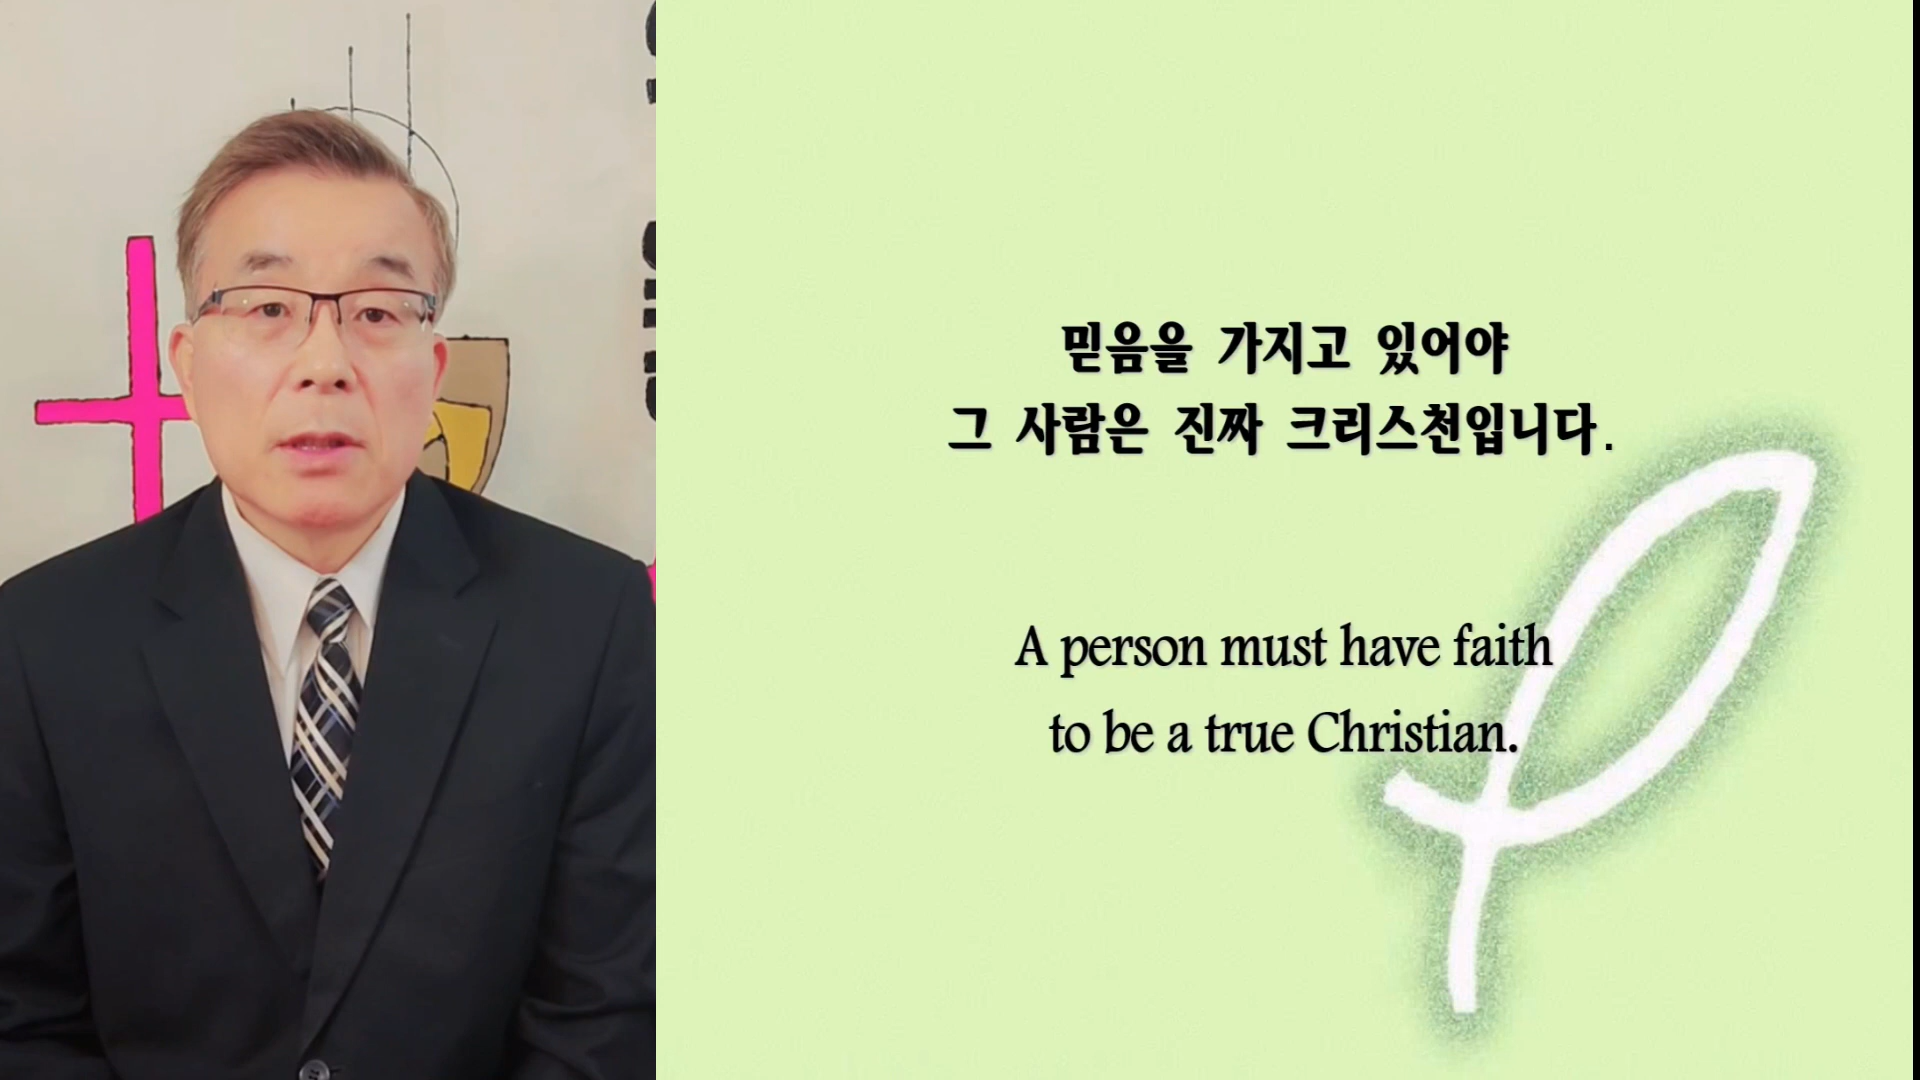 믿음을 가지고 있어야
그 사람은 진짜 크리스천입니다.
A person must have faith
to be a true Christian.